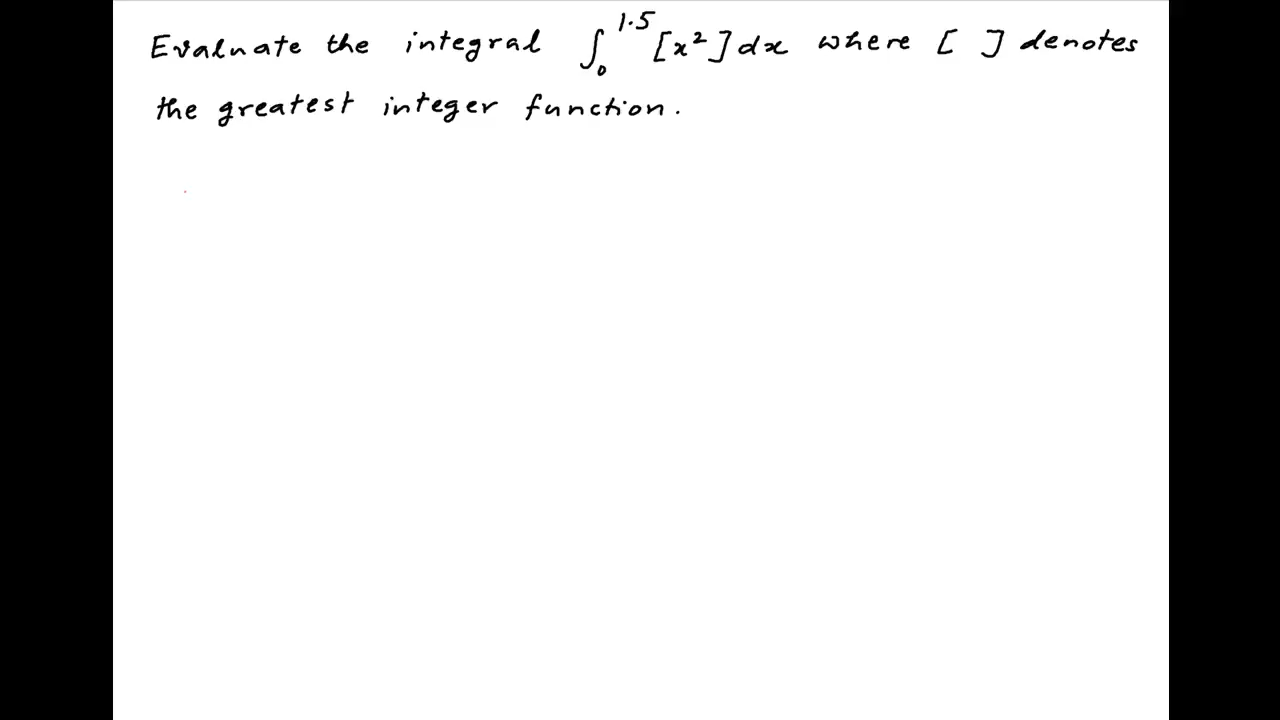 Evaluate the integral ∫₀^1.5 [x²] dx where [ ] denotes
the greatest integer function.